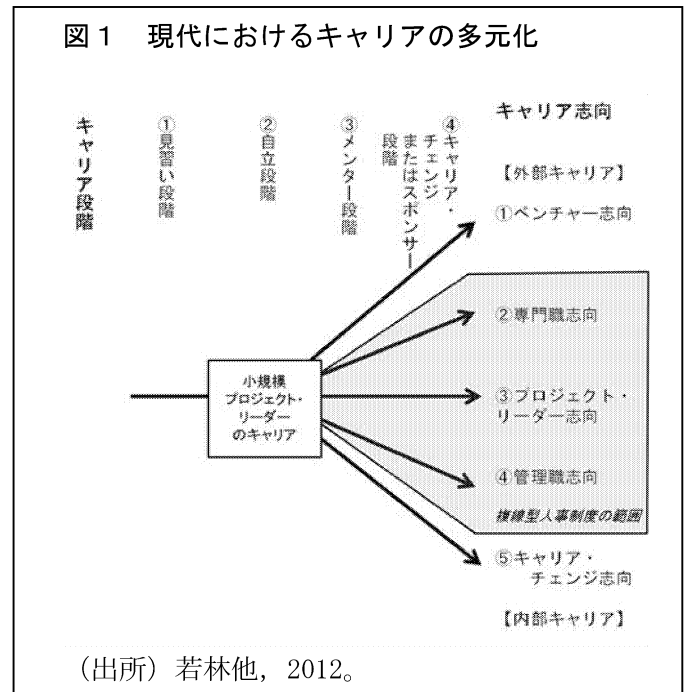 図1 現代におけるキャリアの多元化
キャリア段階
①見習い段階
②自立段階
③メンター段階
④キャリア・
チェンジ
またはスポンサー
段階
キャリア志向
【外部キャリア】
①ベンチャー志向
②専門職志向
小規模
プロジェクト・
リーダー
のキャリア
③プロジェクト・
リーダー志向
④管理職志向
複線型人事制度の範囲
⑤キャリア・
チェンジ志向
【内部キャリア】
(出所)若林他,2012。